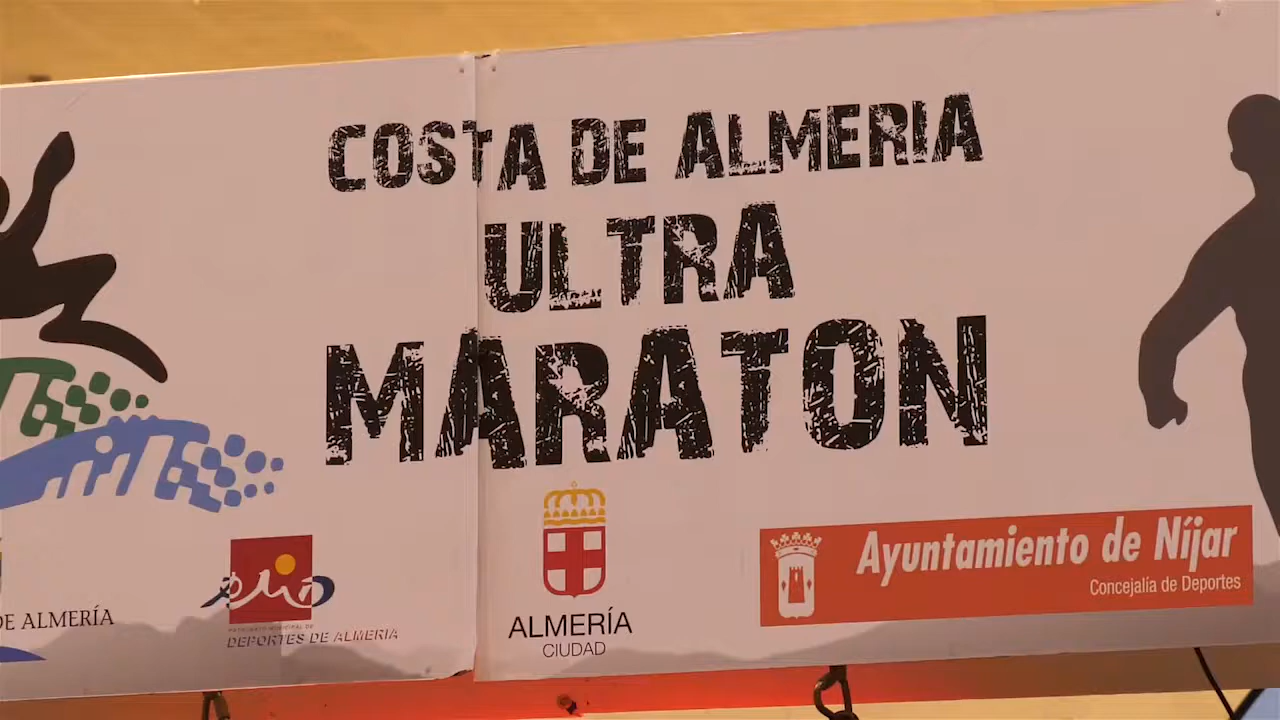 COSTA DE ALMERIA
ULTRA
MARATON
DE ALMERÍA
PATRONATO MUNICIPAL DE
DEPORTES DE ALMERIA
ALMERÍA
CIUDAD
Ayuntamiento de Níjar
Concejalía de Deportes